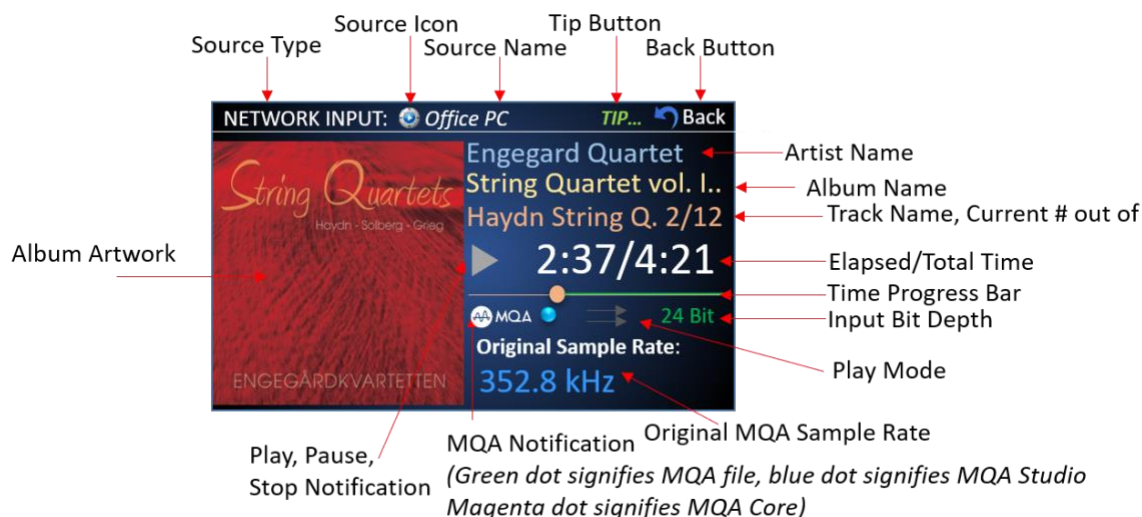 Source Icon
Tip Button
Source Type
Source Name
Back Button
NETWORK INPUT: Office PC TIP... Back
Engegard Quartet
Artist Name
String Quartet vol. I..
Album Name
Haydn String Q. 2/12
Track Name, Current # out of
String Quartets
Haydn - Solberg - Grieg
Album Artwork
2:37/4:21
Elapsed/Total Time
Time Progress Bar
MQA 24 Bit
Input Bit Depth
Original Sample Rate:
Play Mode
ENGEGÅRDKVARTETTEN
352.8 kHz
Original MQA Sample Rate
Play, Pause,
Stop Notification
MQA Notification
(Green dot signifies MQA file, blue dot signifies MQA Studio
Magenta dot signifies MQA Core)